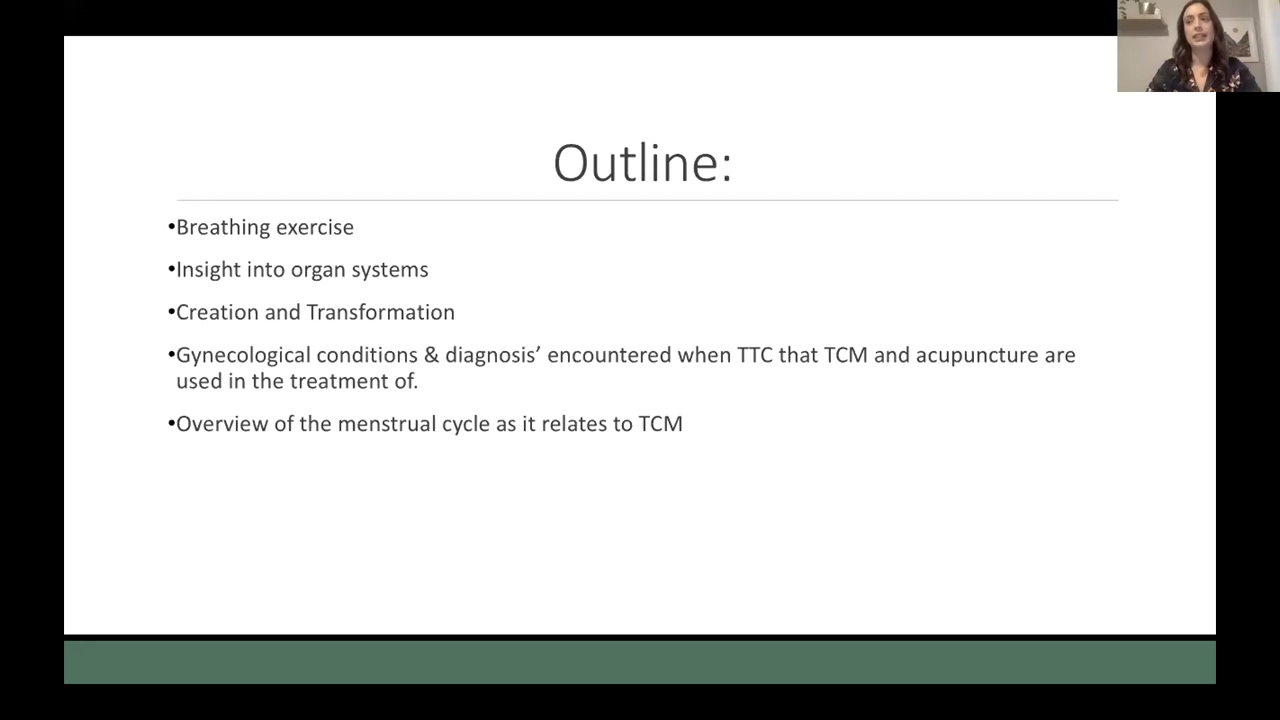 Outline:
•Breathing exercise
•Insight into organ systems
•Creation and Transformation
•Gynecological conditions & diagnosis’ encountered when TTC that TCM and acupuncture are
used in the treatment of.
•Overview of the menstrual cycle as it relates to TCM